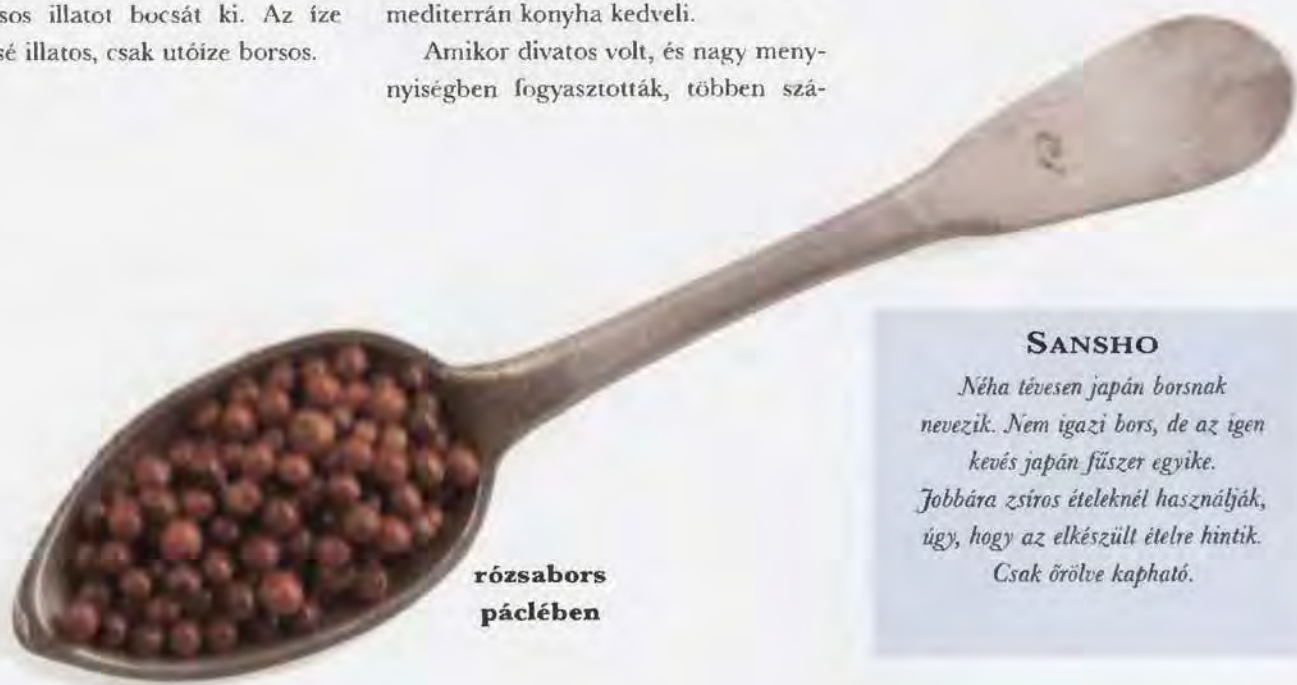 sos illatot bocsát ki. Az íze
sé illatos, csak utóíze borsos.
mediterrán konyha kedveli.
Amikor divatos volt, és nagy meny-
nyiségben fogyasztották, többen szá-
rózsabors
páclében
SANSHO
Néha tévesen japán borsnak
nevezik. Nem igazi bors, de az igen
kevés japán fűszer egyike.
Jobbára zsíros ételeknél használják,
úgy, hogy az elkészült ételre hintik.
Csak őrölve kapható.